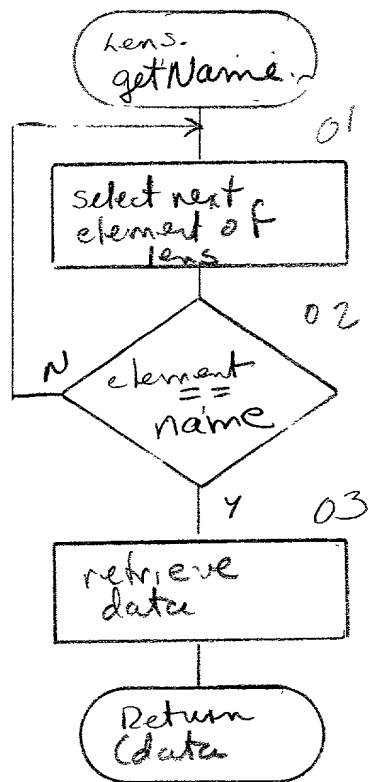 Lens.
getName.
01
select next
element of
lens
02
N
element
==
name
Y
03
retrieve
data
Return
(data